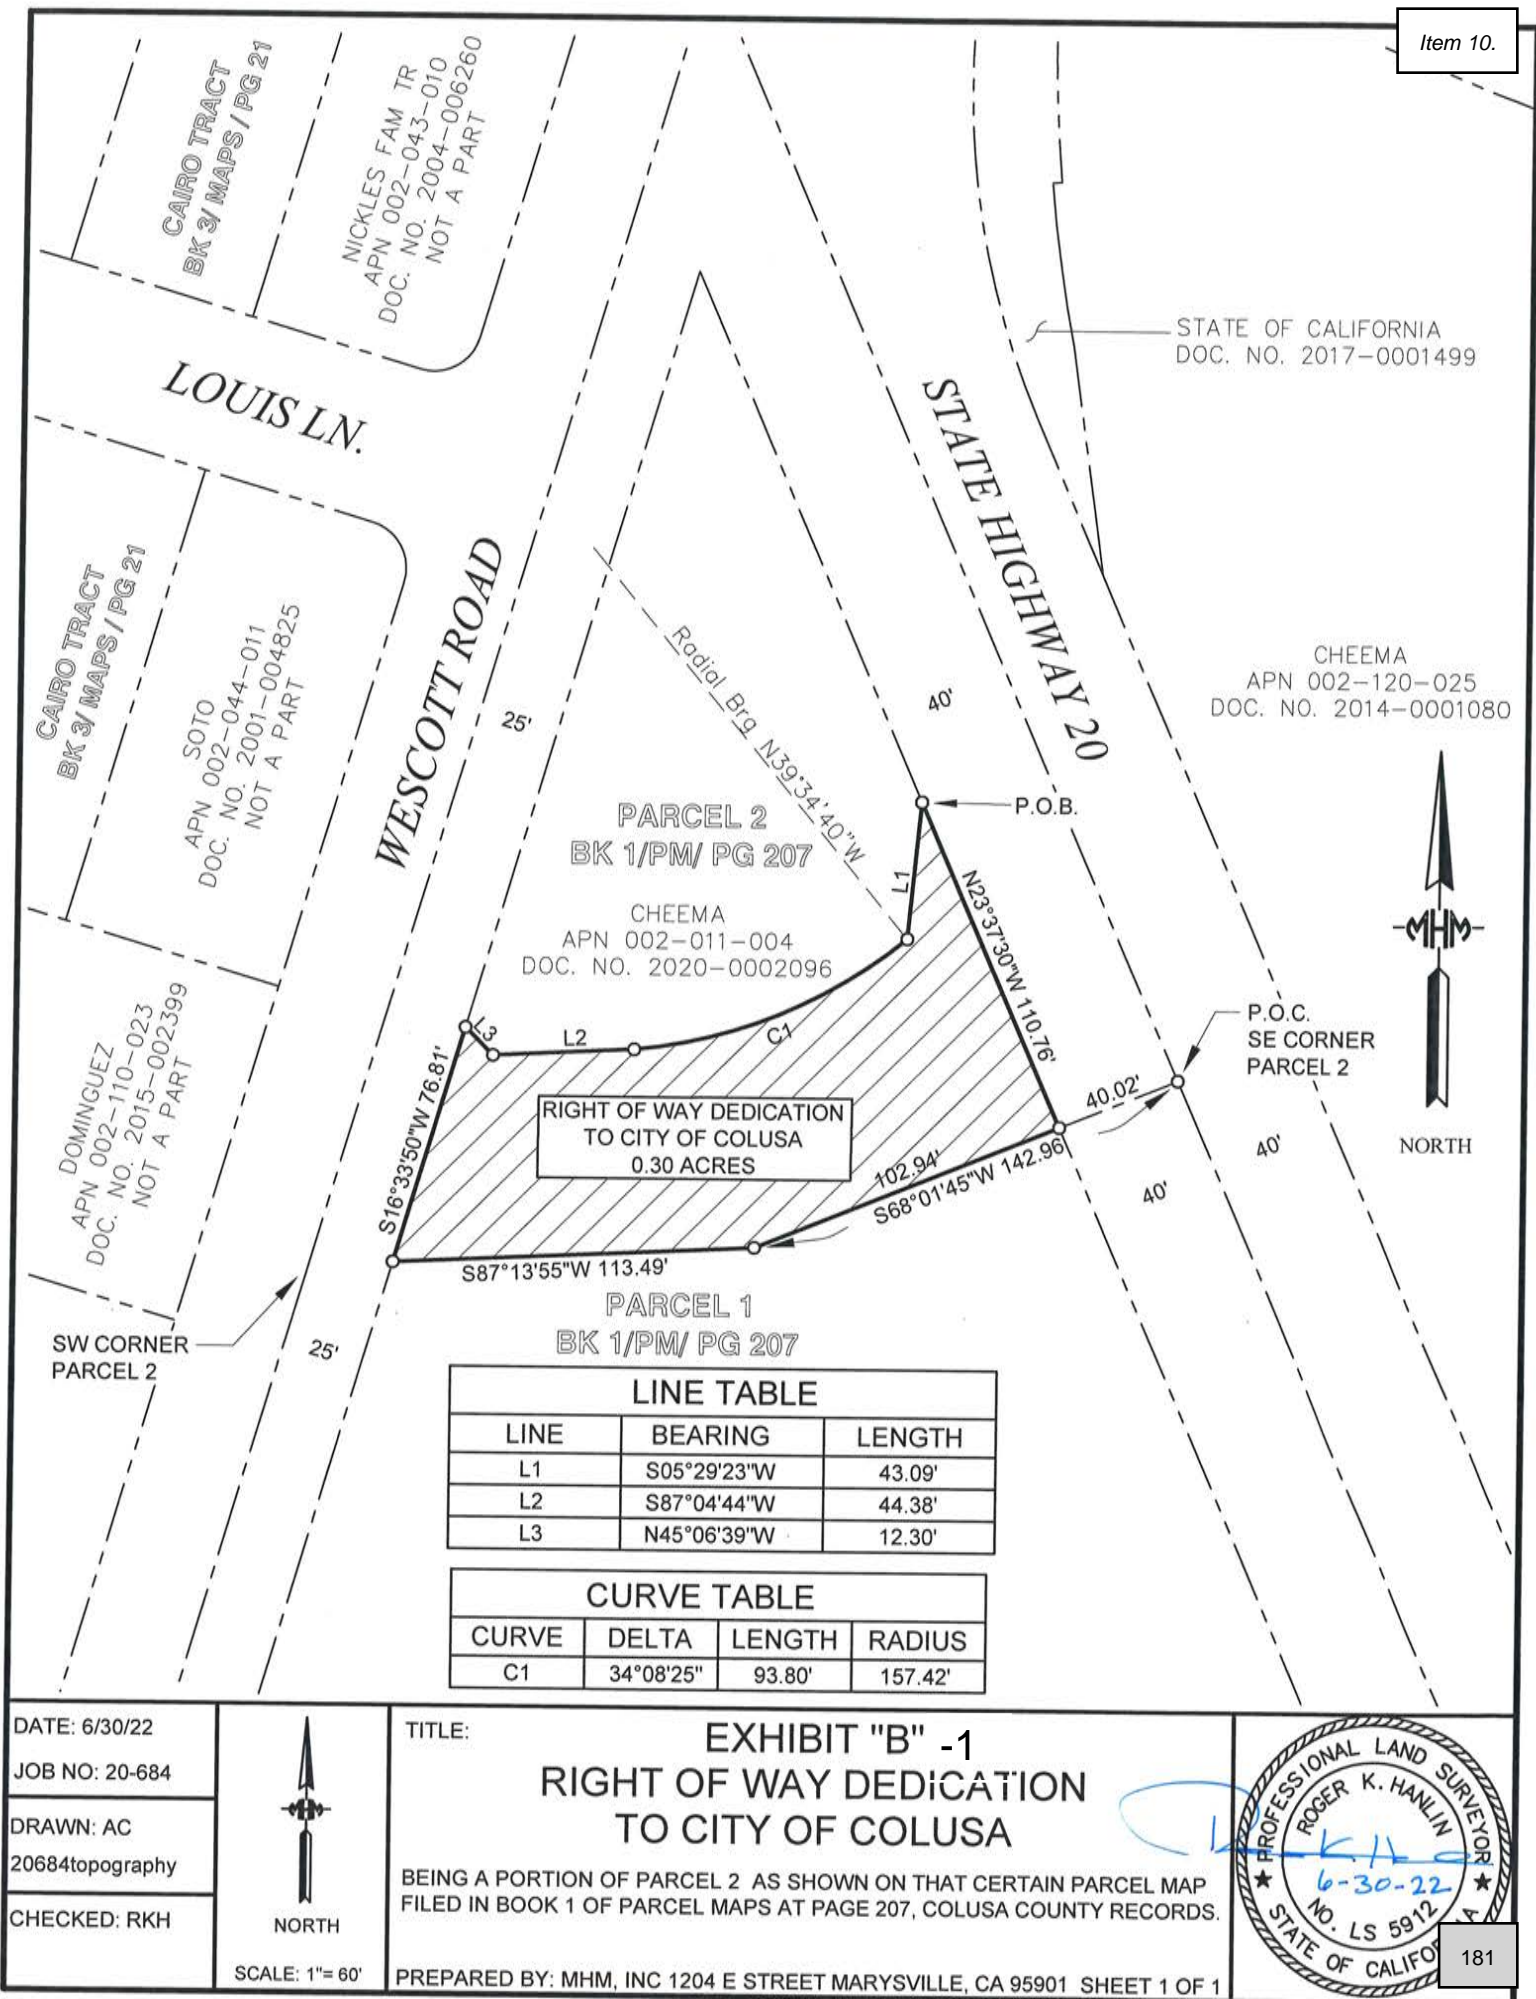 Item 10.
CAIRO TRACT
BK 3/ MAPS / PG 21
NICKLES FAM TR
APN 002-043-010
DOC. NO. 2004-006260
NOT A PART
STATE OF CALIFORNIA
DOC. NO. 2017-0001499
LOUIS LN.
STATE HIGHWAY 20
CAIRO TRACT
BK 3/ MAPS / PG 21
SOTO
APN 002-044-011
DOC. NO. 2001-004825
NOT A PART
WESCOTT ROAD
25'
Radial Brg N39°34'40"W
40'
CHEEMA
APN 002-120-025
DOC. NO. 2014-0001080
PARCEL 2
BK 1/PM/ PG 207
P.O.B.
L1
N23°37'30"W 110.76'
CHEEMA
APN 002-011-004
DOC. NO. 2020-0002096
MHM
NORTH
P.O.C.
SE CORNER
PARCEL 2
L3
L2
C1
DOMINGUEZ
APN 002-110-023
DOC. NO. 2015-002399
NOT A PART
S16°33'50"W 76.81'
RIGHT OF WAY DEDICATION
TO CITY OF COLUSA
0.30 ACRES
40.02'
102.94'
S68°01'45"W 142.96
40'
40'
S87°13'55"W 113.49'
PARCEL 1
BK 1/PM/ PG 207
SW CORNER
PARCEL 2
25'
LINE TABLE
LINE BEARING LENGTH
L1 S05°29'23"W 43.09'
L2 S87°04'44"W 44.38'
L3 N45°06'39"W 12.30'
CURVE TABLE
CURVE DELTA LENGTH RADIUS
C1 34°08'25" 93.80' 157.42'
DATE: 6/30/22
JOB NO: 20-684
DRAWN: AC
20684topography
CHECKED: RKH
MHM
NORTH
SCALE: 1"= 60'
TITLE:
EXHIBIT "B" -1
RIGHT OF WAY DEDICATION
TO CITY OF COLUSA
BEING A PORTION OF PARCEL 2 AS SHOWN ON THAT CERTAIN PARCEL MAP
FILED IN BOOK 1 OF PARCEL MAPS AT PAGE 207, COLUSA COUNTY RECORDS.
PREPARED BY: MHM, INC 1204 E STREET MARYSVILLE, CA 95901 SHEET 1 OF 1
PROFESSIONAL LAND SURVEYOR
ROGER K. HANLIN
6-30-22
NO. LS 5912
STATE OF
181